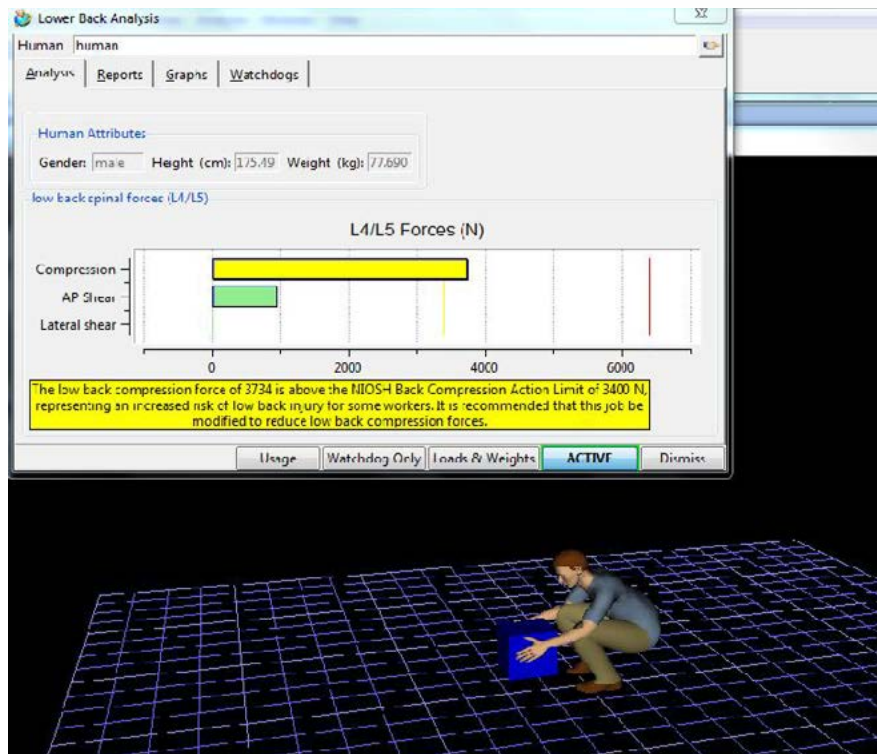 Lower Back Analysis
Human human
Analysis Reports Graphs Watchdogs
Human Attributes
Gender: male Height (cm): 175.49 Weight (kg): 77.690
low back spinal forces (L4/L5)
L4/L5 Forces (N)
Compression
AP Shear
Lateral shear
0 2000 4000 6000
The low back compression force of 3734 is above the NIOSH Back Compression Action Limit of 3400 N,
representing an increased risk of low back injury for some workers. It is recommended that this job be
modified to reduce low back compression forces.
Usage Watchdog Only Loads & Weights ACTIVE Dismiss